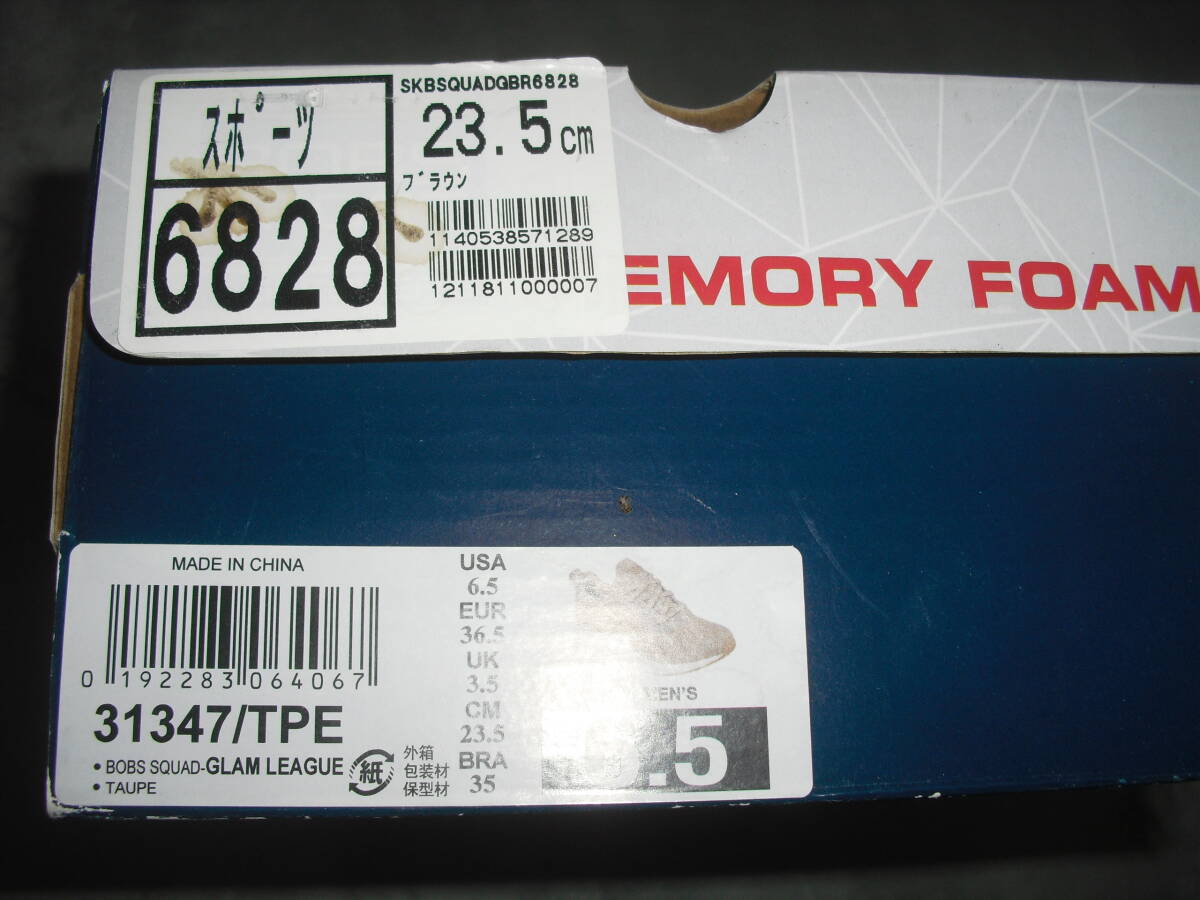 SKBSQUADQBR6828
スポーツ
23.5cm
ブラウン
6828
1140538571289
1211811000007
EMORY FOAM
MADE IN CHINA
0 192283 064067
31347/TPE
• BOBS SQUAD-GLAM LEAGUE
• TAUPE
紙
外箱
包装材
保型材
USA
6.5
EUR
36.5
UK
3.5
CM
23.5
BRA
35
EN'S
.5